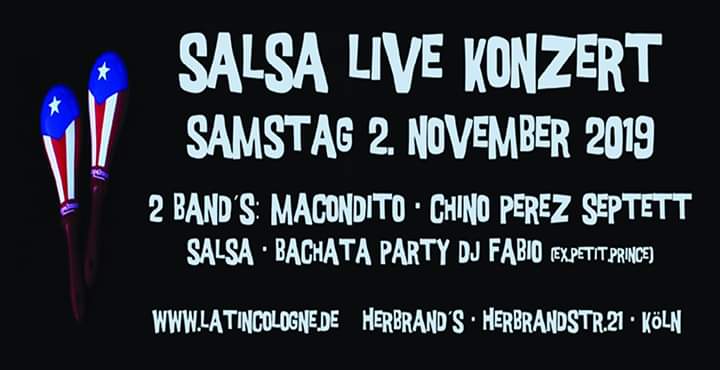 SALSA LIVE KONZERT
SAMSTAG 2. NOVEMBER 2019
2 BAND´S: MACONDITO · CHINO PEREZ SEPTETT
SALSA · BACHATA PARTY DJ FABIO (EX.PETIT.PRINCE)
WWW.LATINCOLOGNE.DE HERBRAND´S · HERBRANDSTR.21 · KÖLN